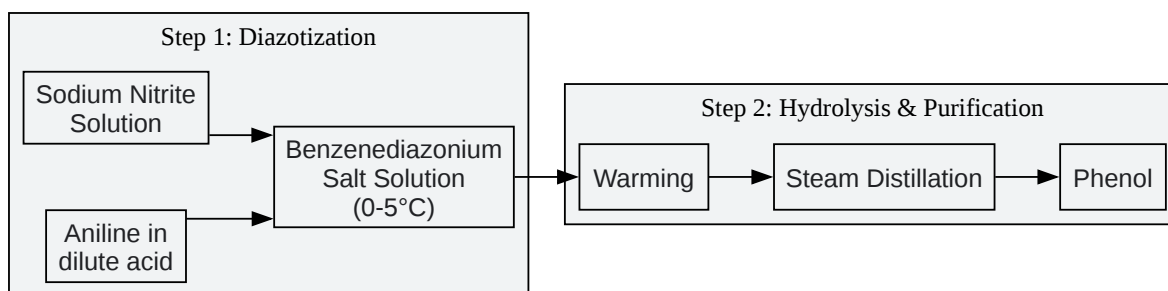 Step 1: Diazotization
Sodium Nitrite
Solution
Aniline in
dilute acid
Benzenediazonium
Salt Solution
(0-5°C)
Step 2: Hydrolysis & Purification
Warming
Steam Distillation
Phenol